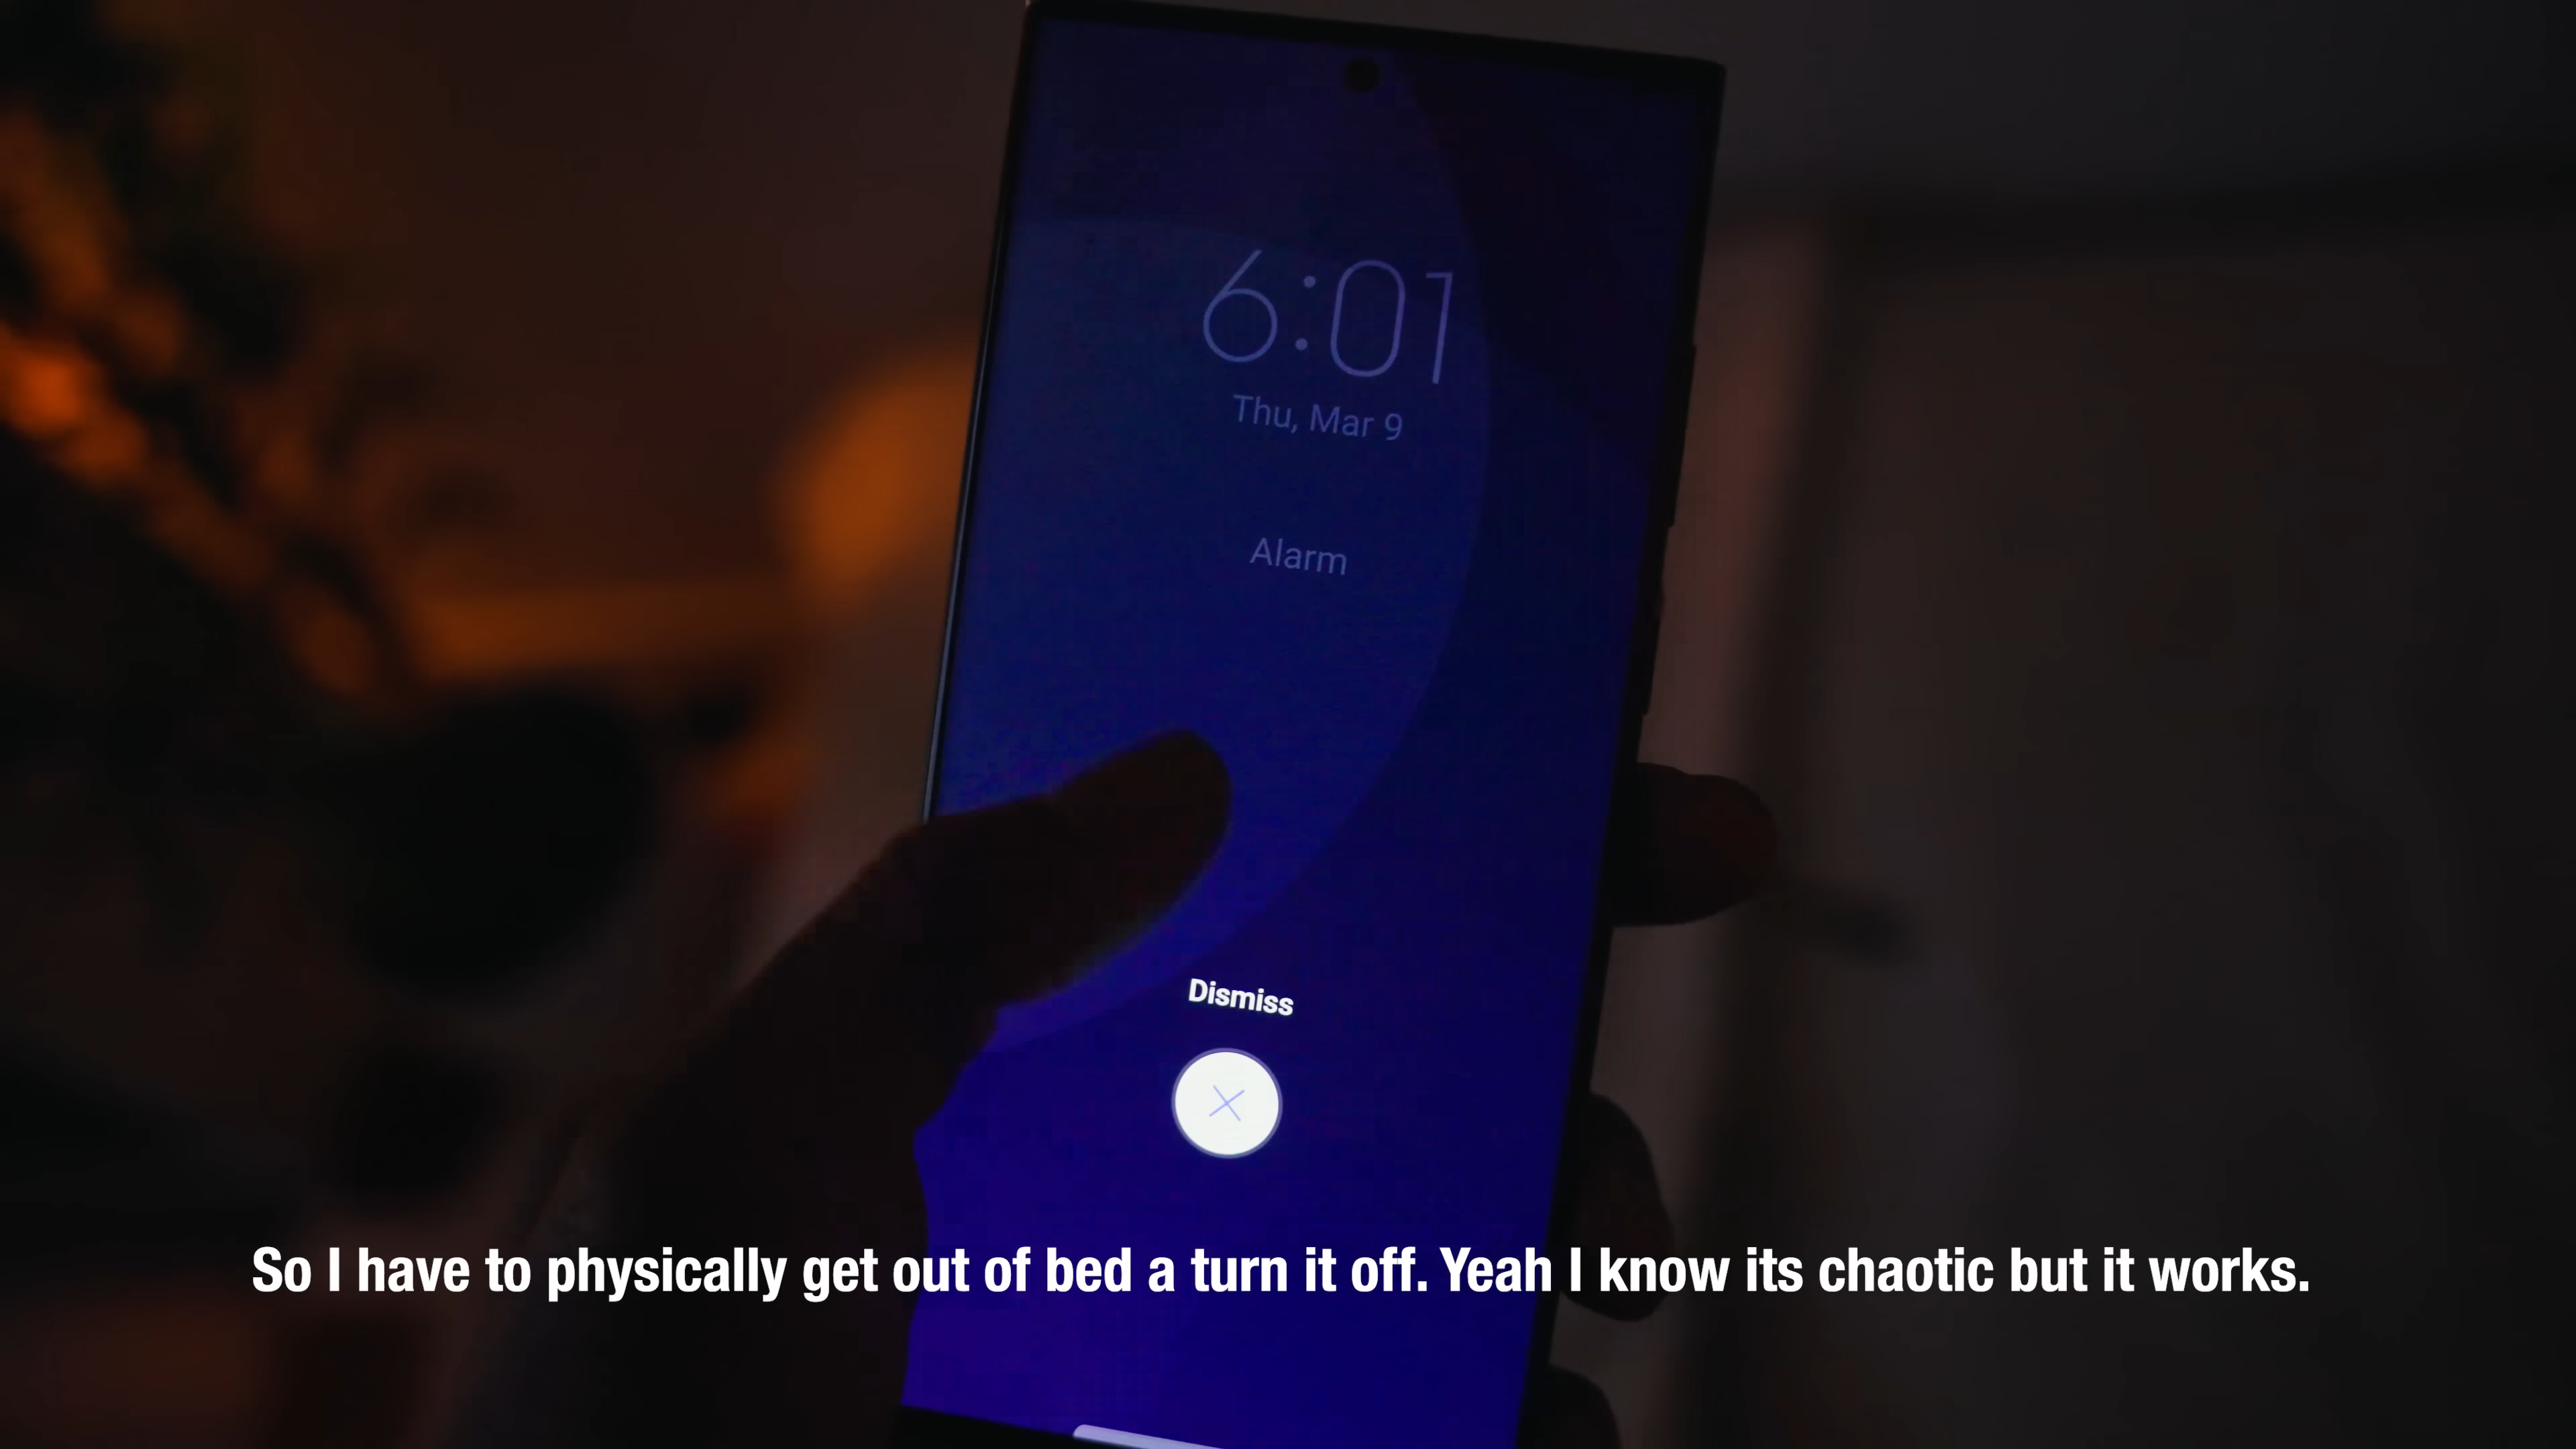 6:01
Thu, Mar 9
Alarm
Dismiss
So I have to physically get out of bed a turn it off. Yeah I know its chaotic but it works.